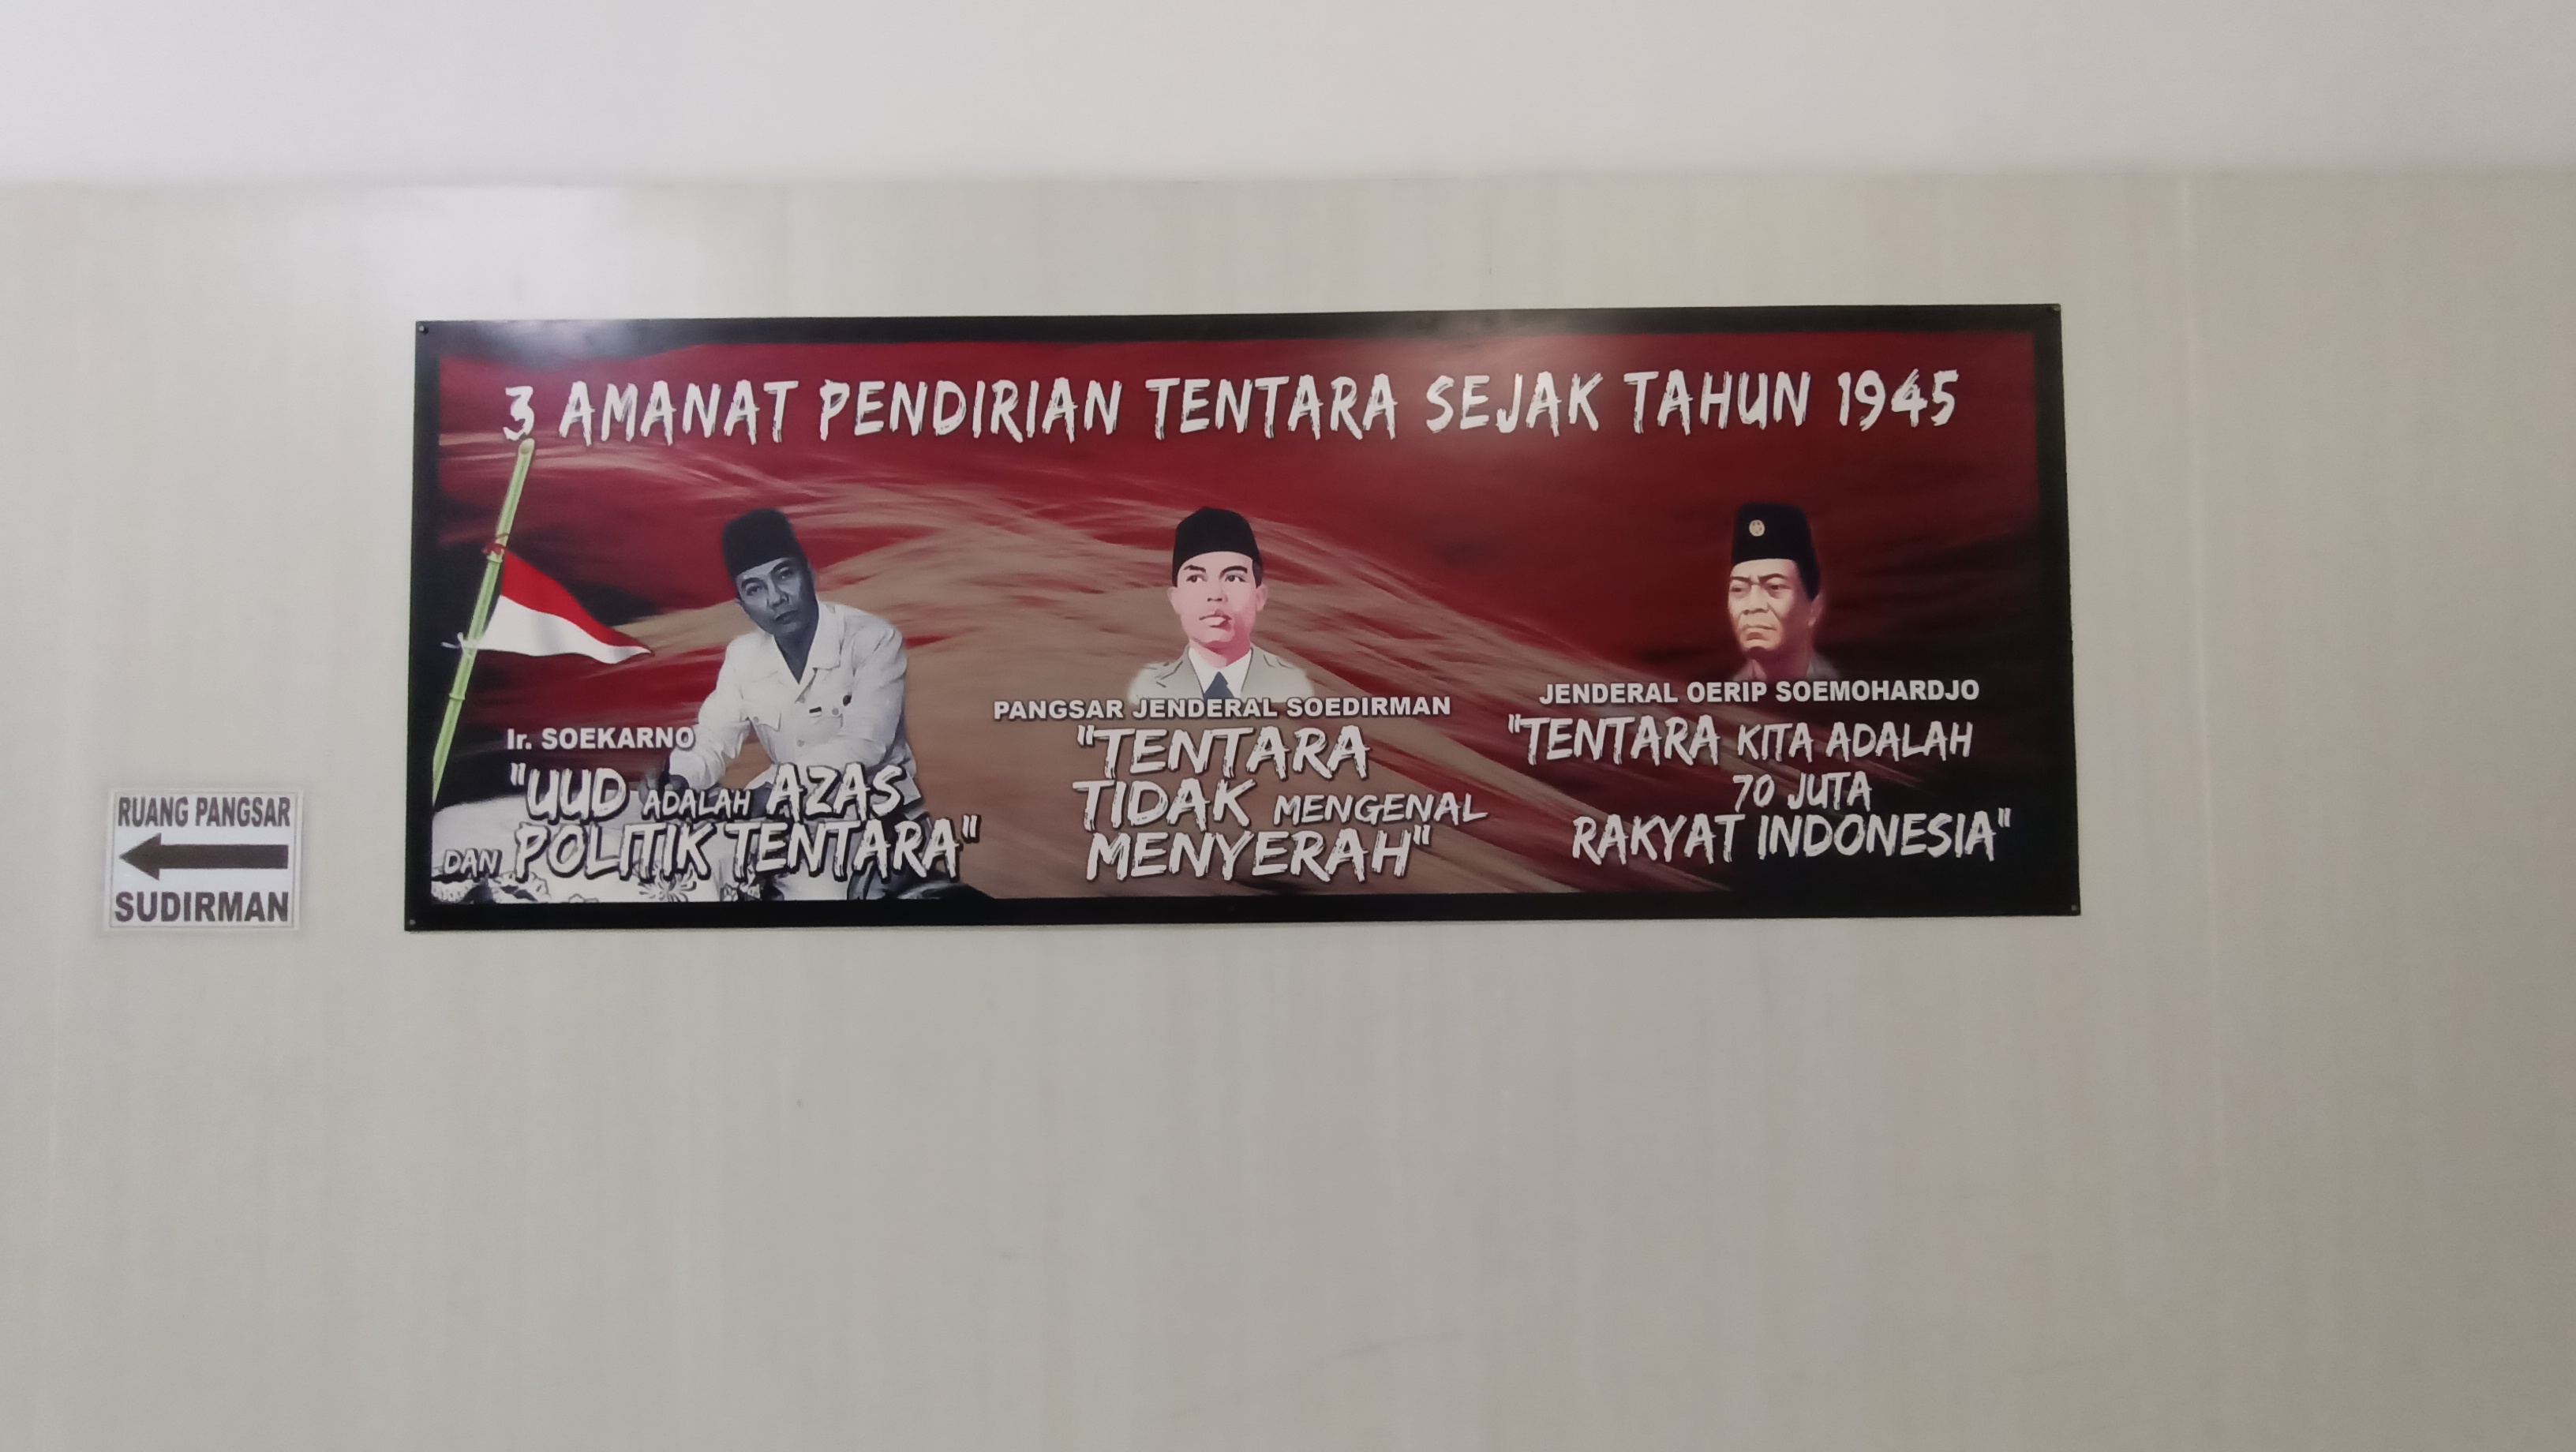 3 AMANAT PENDIRIAN TENTARA SEJAK TAHUN 1945
Ir. SOEKARNO
"UUD ADALAH AZAS
DAN POLITIK TENTARA"
PANGSAR JENDERAL SOEDIRMAN
"TENTARA
TIDAK MENGENAL
MENYERAH"
JENDERAL OERIP SOEMOHARDJO
"TENTARA KITA ADALAH
70 JUTA
RAKYAT INDONESIA"
RUANG PANGSAR
SUDIRMAN